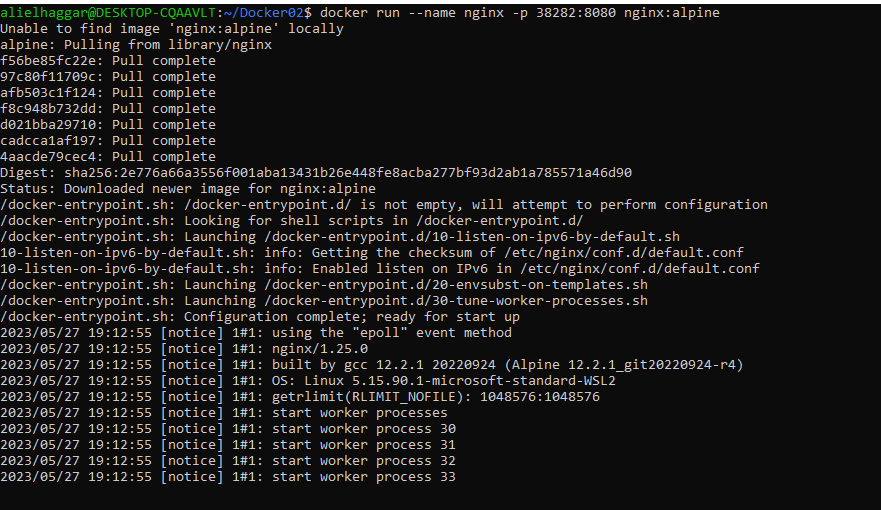 alielhaggar@DESKTOP-CQAAVLT:~/Docker02$ docker run --name nginx -p 38282:8080 nginx:alpine
Unable to find image 'nginx:alpine' locally
alpine: Pulling from library/nginx
f56be85fc22e: Pull complete
97c80f11709c: Pull complete
afb503c1f124: Pull complete
f8c948b732dd: Pull complete
d021bba29710: Pull complete
cadcca1af197: Pull complete
4aacde79cec4: Pull complete
Digest: sha256:2e776a66a3556f001aba13431b26e448fe8acba277bf93d2ab1a785571a46d90
Status: Downloaded newer image for nginx:alpine
/docker-entrypoint.sh: /docker-entrypoint.d/ is not empty, will attempt to perform configuration
/docker-entrypoint.sh: Looking for shell scripts in /docker-entrypoint.d/
/docker-entrypoint.sh: Launching /docker-entrypoint.d/10-listen-on-ipv6-by-default.sh
10-listen-on-ipv6-by-default.sh: info: Getting the checksum of /etc/nginx/conf.d/default.conf
10-listen-on-ipv6-by-default.sh: info: Enabled listen on IPv6 in /etc/nginx/conf.d/default.conf
/docker-entrypoint.sh: Launching /docker-entrypoint.d/20-envsubst-on-templates.sh
/docker-entrypoint.sh: Launching /docker-entrypoint.d/30-tune-worker-processes.sh
/docker-entrypoint.sh: Configuration complete; ready for start up
2023/05/27 19:12:55 [notice] 1#1: using the "epoll" event method
2023/05/27 19:12:55 [notice] 1#1: nginx/1.25.0
2023/05/27 19:12:55 [notice] 1#1: built by gcc 12.2.1 20220924 (Alpine 12.2.1_git20220924-r4)
2023/05/27 19:12:55 [notice] 1#1: OS: Linux 5.15.90.1-microsoft-standard-WSL2
2023/05/27 19:12:55 [notice] 1#1: getrlimit(RLIMIT_NOFILE): 1048576:1048576
2023/05/27 19:12:55 [notice] 1#1: start worker processes
2023/05/27 19:12:55 [notice] 1#1: start worker process 30
2023/05/27 19:12:55 [notice] 1#1: start worker process 31
2023/05/27 19:12:55 [notice] 1#1: start worker process 32
2023/05/27 19:12:55 [notice] 1#1: start worker process 33